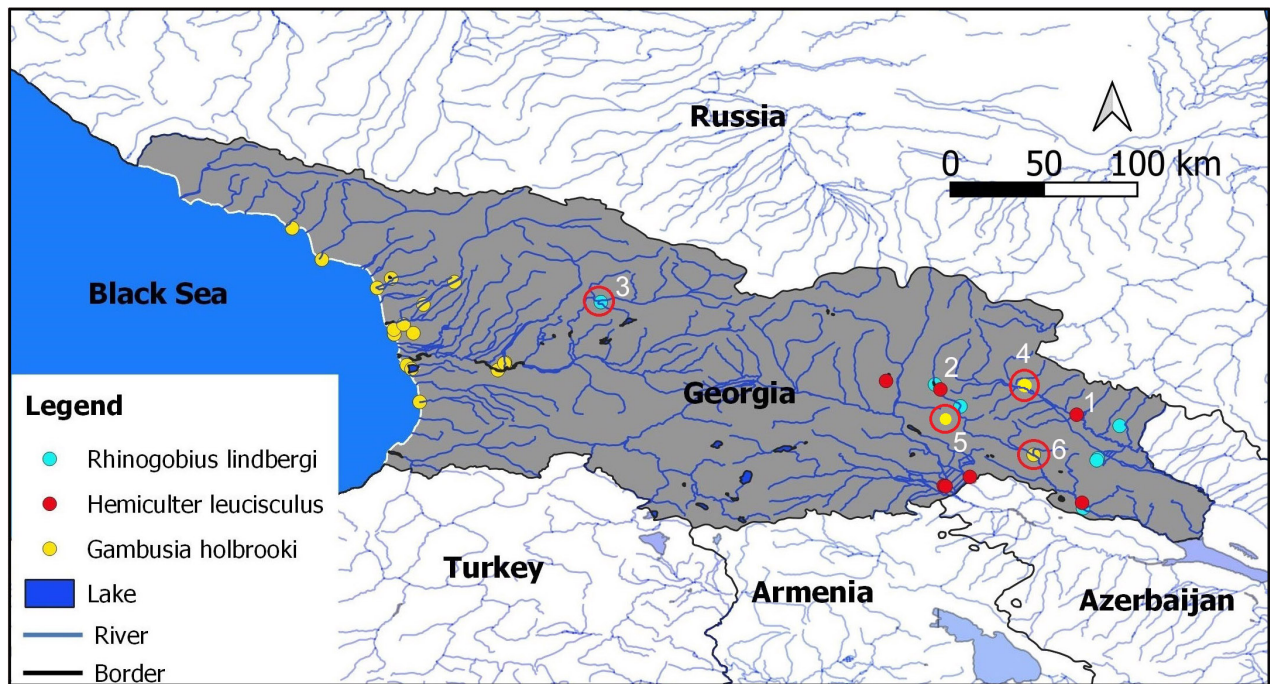 Russia
0 50 100 km
Black Sea
3
4
2
1
Georgia
5
6
Legend
Rhinogobius lindbergi
Hemiculter leucisculus
Gambusia holbrooki
Lake
River
Border
Turkey
Armenia
Azerbaijan